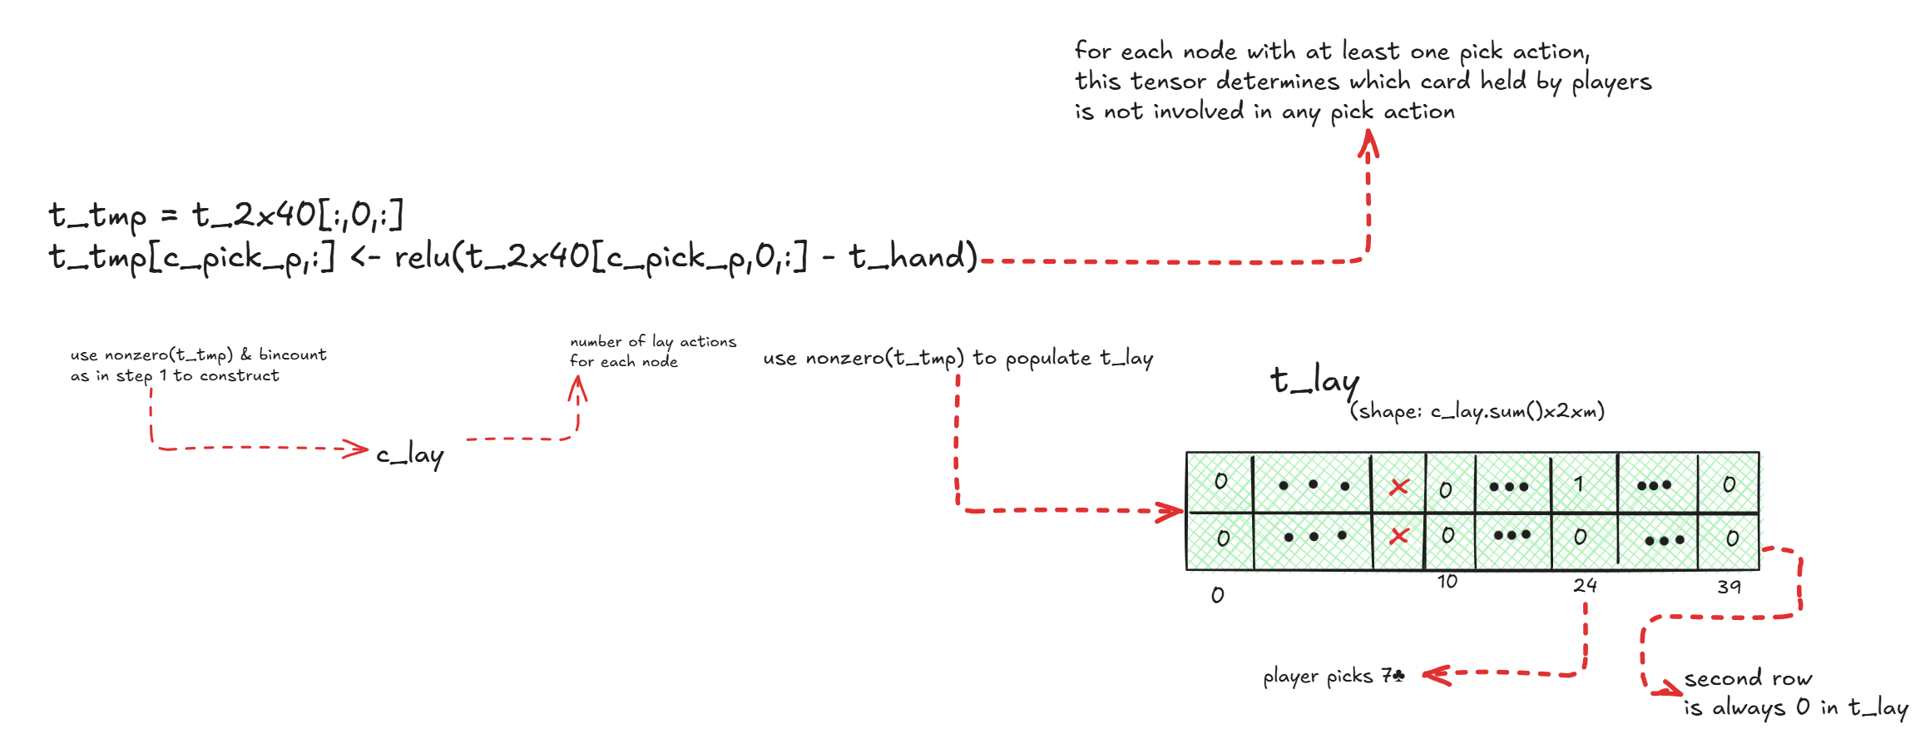 for each node with at least one pick action,
this tensor determines which card held by players
is not involved in any pick action
t_tmp = t_2x40[:,0,:]
t_tmp[c_pick_p,:] <- relu(t_2x40[c_pick_p,0,:] - t_hand)
use nonzero(t_tmp) & bincount
as in step 1 to construct
c_lay
number of lay actions
for each node
use nonzero(t_tmp) to populate t_lay
t_lay
(shape: c_lay.sum()x2xm)
0 • • • × 0 ••• 1 ••• 0
0 • • • × 0 ••• 0 ••• 0
0 10 24 39
player picks 7♣
second row
is always 0 in t_lay